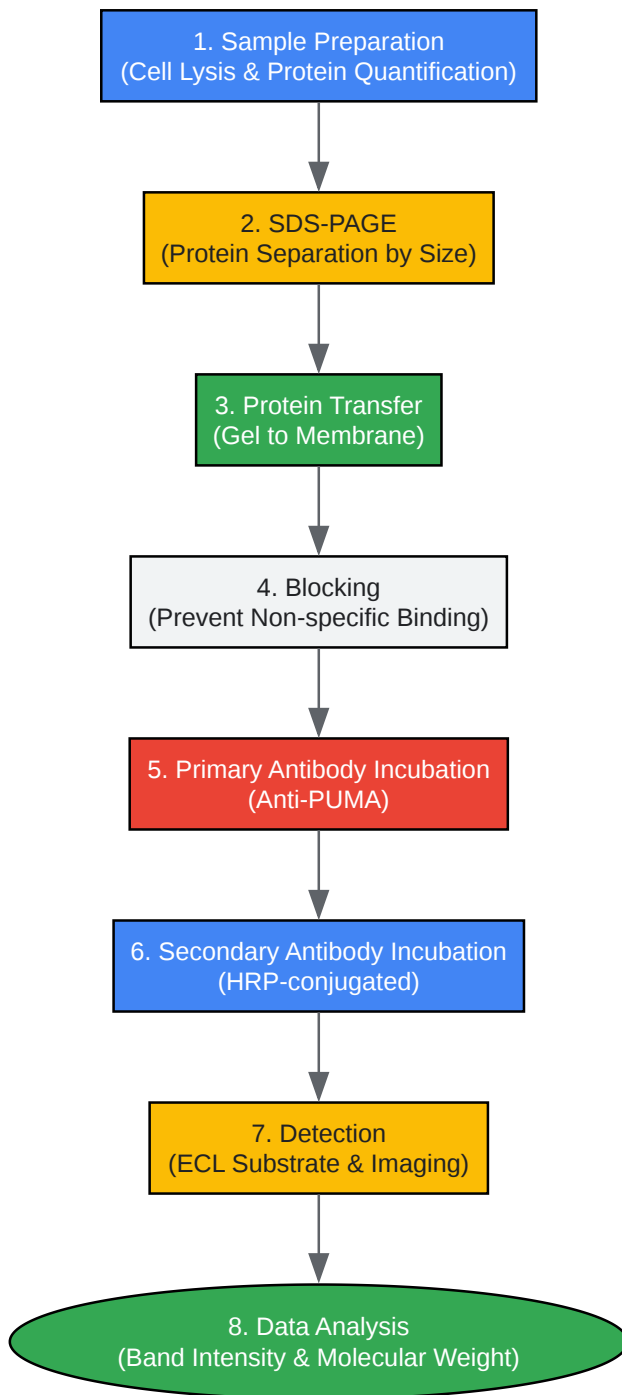 1. Sample Preparation
(Cell Lysis & Protein Quantification)
2. SDS-PAGE
(Protein Separation by Size)
3. Protein Transfer
(Gel to Membrane)
4. Blocking
(Prevent Non-specific Binding)
5. Primary Antibody Incubation
(Anti-PUMA)
6. Secondary Antibody Incubation
(HRP-conjugated)
7. Detection
(ECL Substrate & Imaging)
8. Data Analysis
(Band Intensity & Molecular Weight)